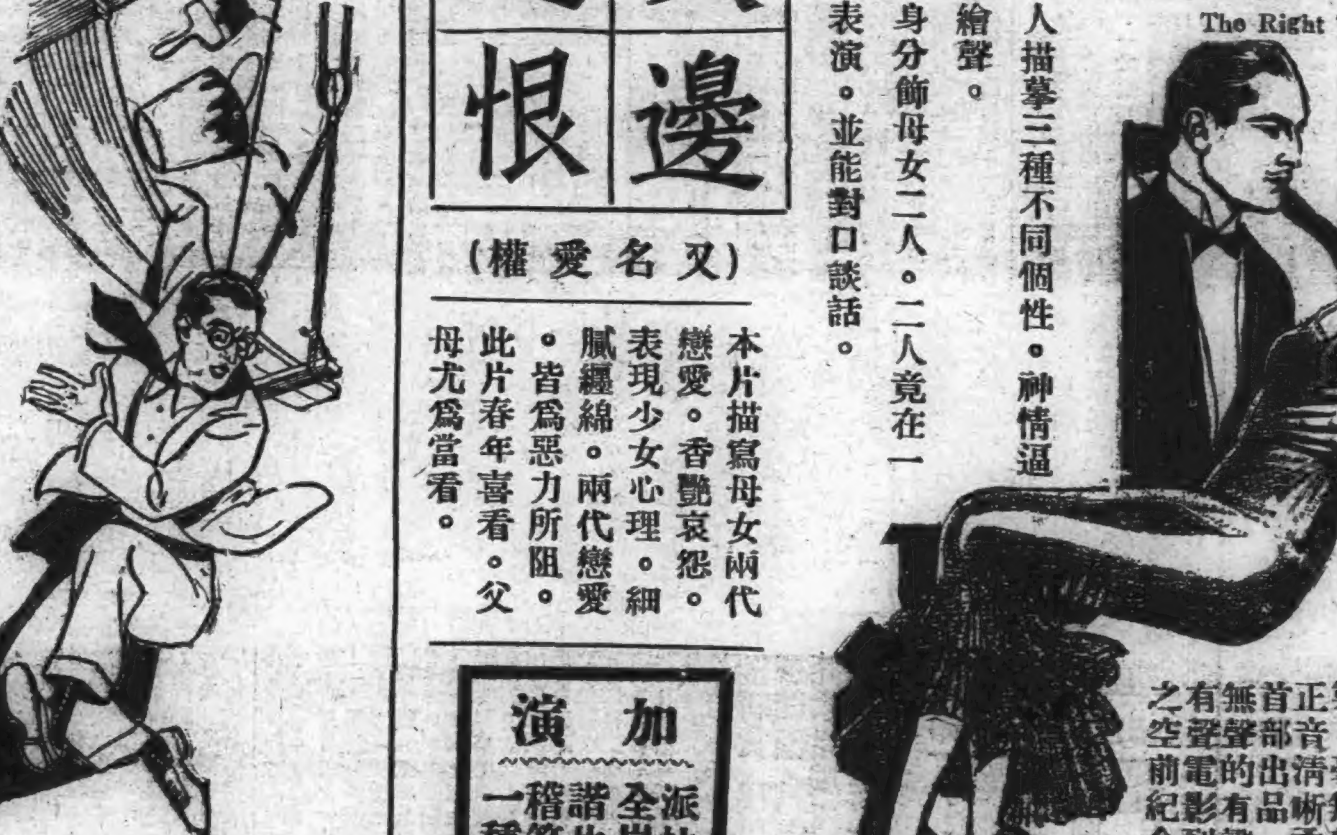 The Right
人描摹三種不同個性。神情逼
繪聲。
身分飾母女二人。二人竟在一
表演。並能對口談話。
邊
恨
(又名愛權)
本片描寫母女兩代
戀愛。香艷哀怨。
表現少女心理。細
膩纏綿。兩代戀愛
。皆爲惡力所阻。
此片春年喜看。父
母尤爲當看。
加演
派
全
諧
稽
一種
正音清晰
首部出品
無聲的有
有聲電影
之空前紀